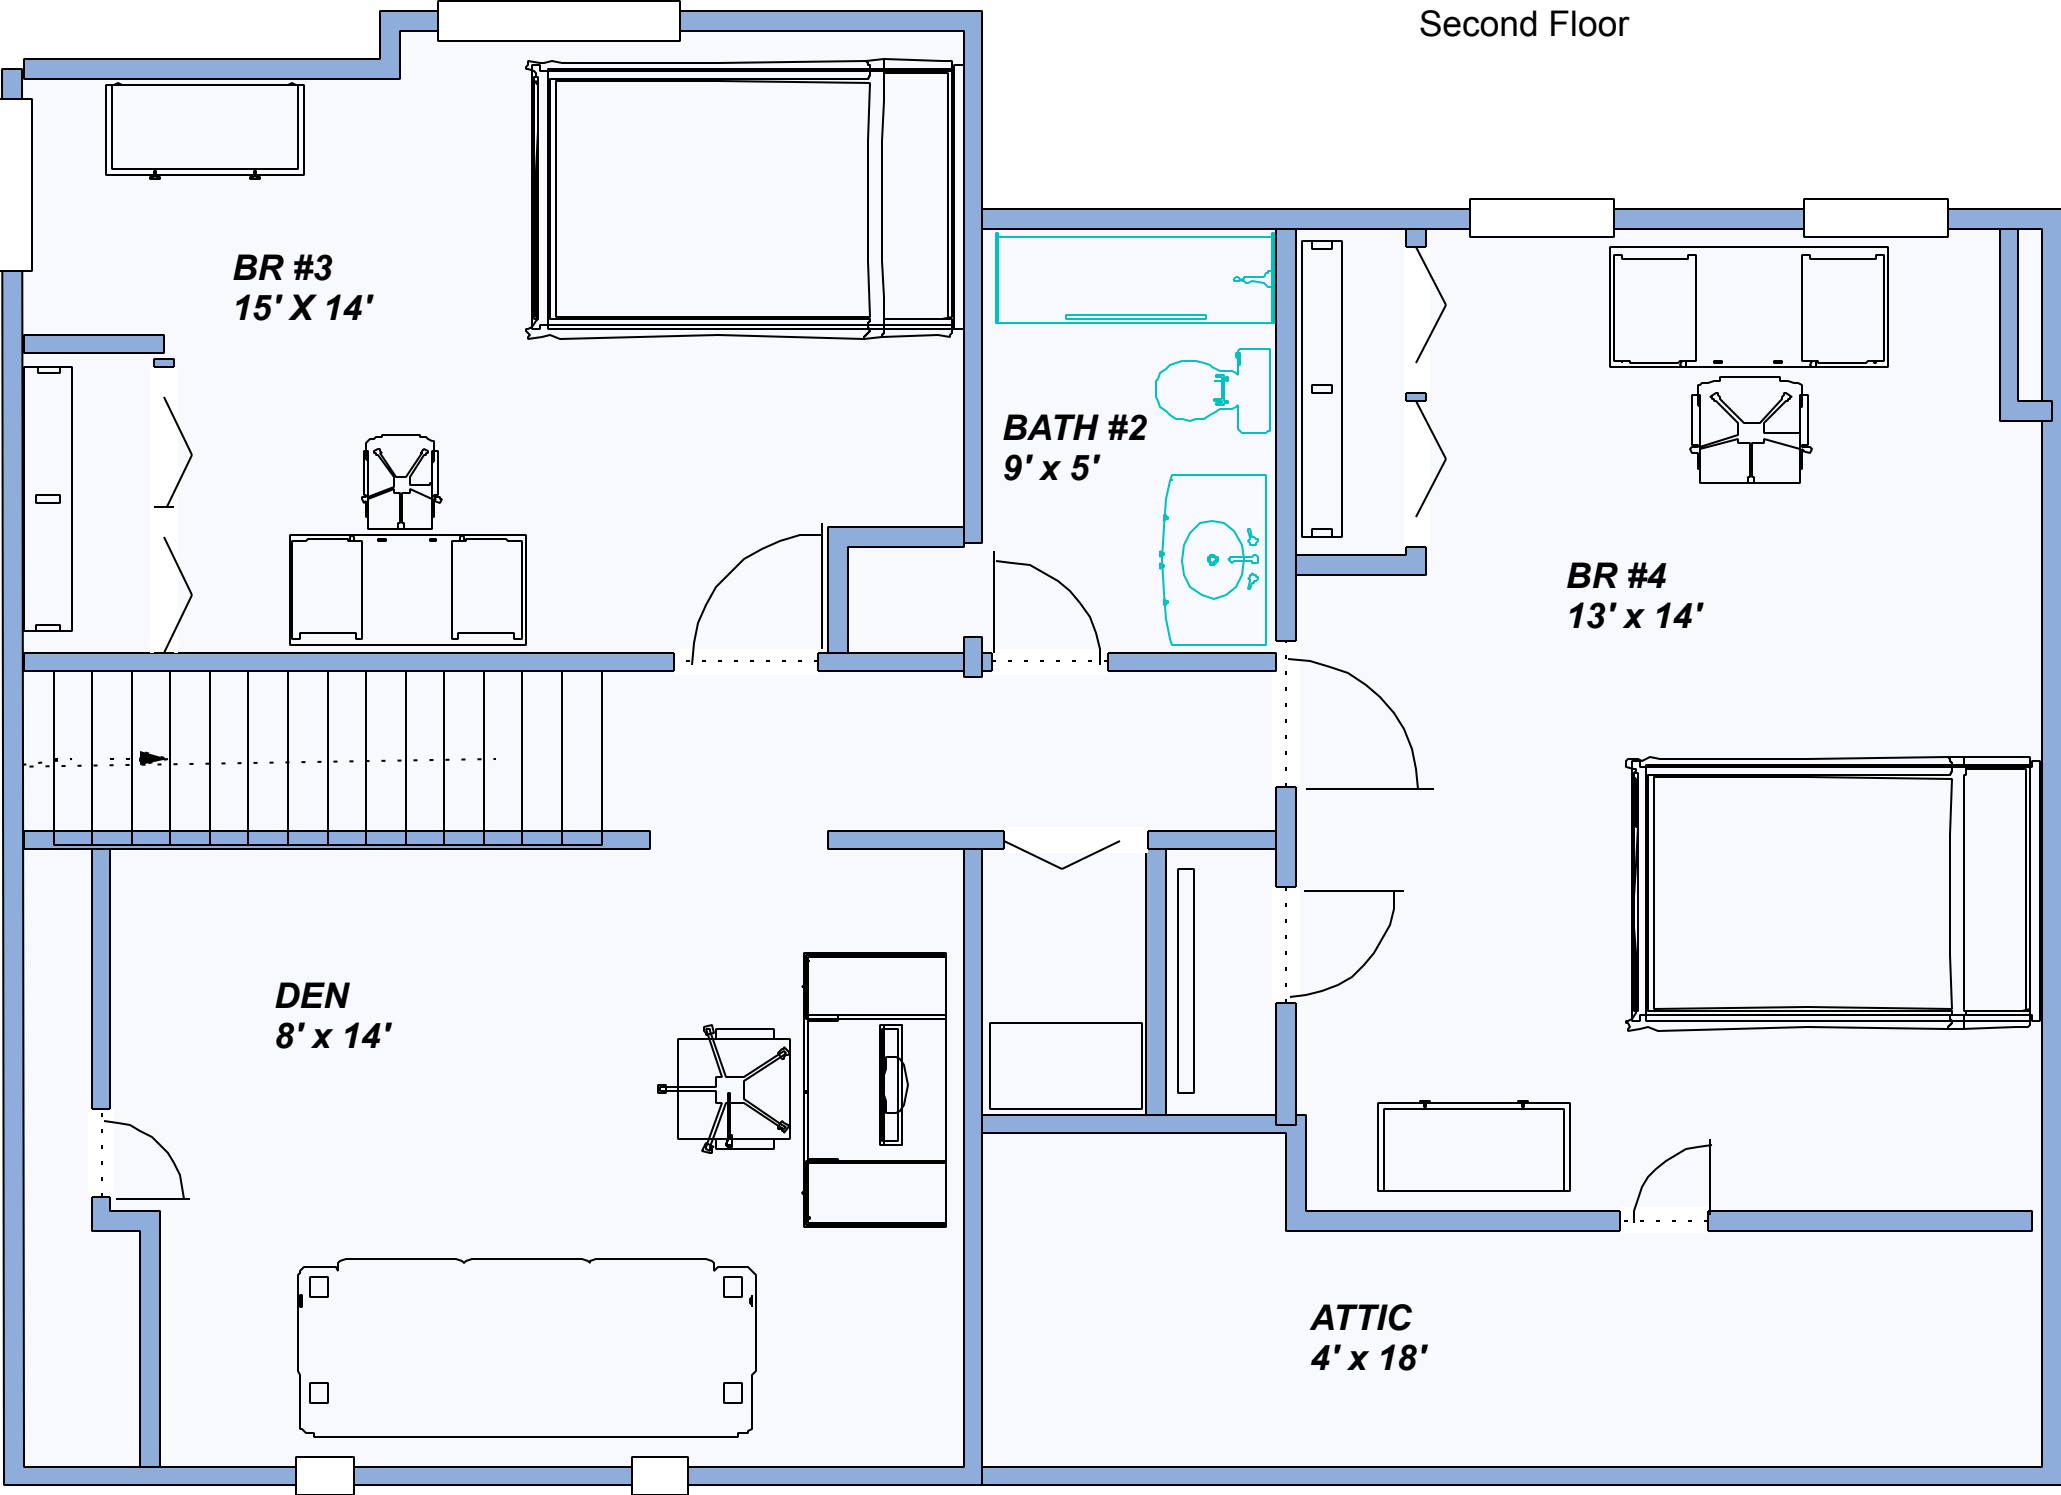 Second Floor
BR #3
15' X 14'
BATH #2
9' x 5'
BR #4
13' x 14'
DEN
8' x 14'
ATTIC
4' x 18'